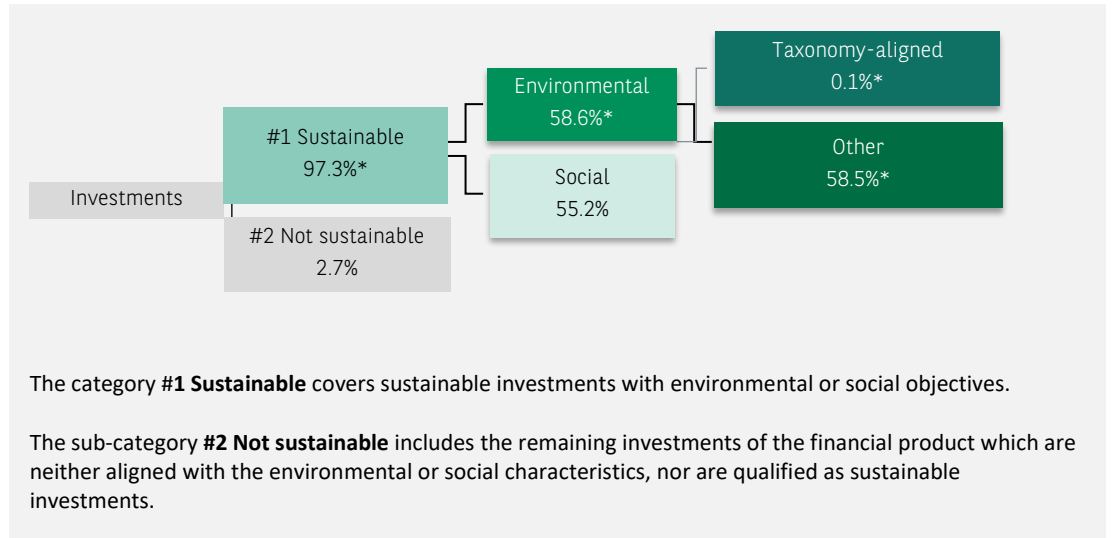 Investments
#1 Sustainable
97.3%*
#2 Not sustainable
2.7%
Environmental
58.6%*
Social
55.2%
Taxonomy-aligned
0.1%*
Other
58.5%*
The category #1 Sustainable covers sustainable investments with environmental or social objectives.
The sub-category #2 Not sustainable includes the remaining investments of the financial product which are
neither aligned with the environmental or social characteristics, nor are qualified as sustainable
investments.